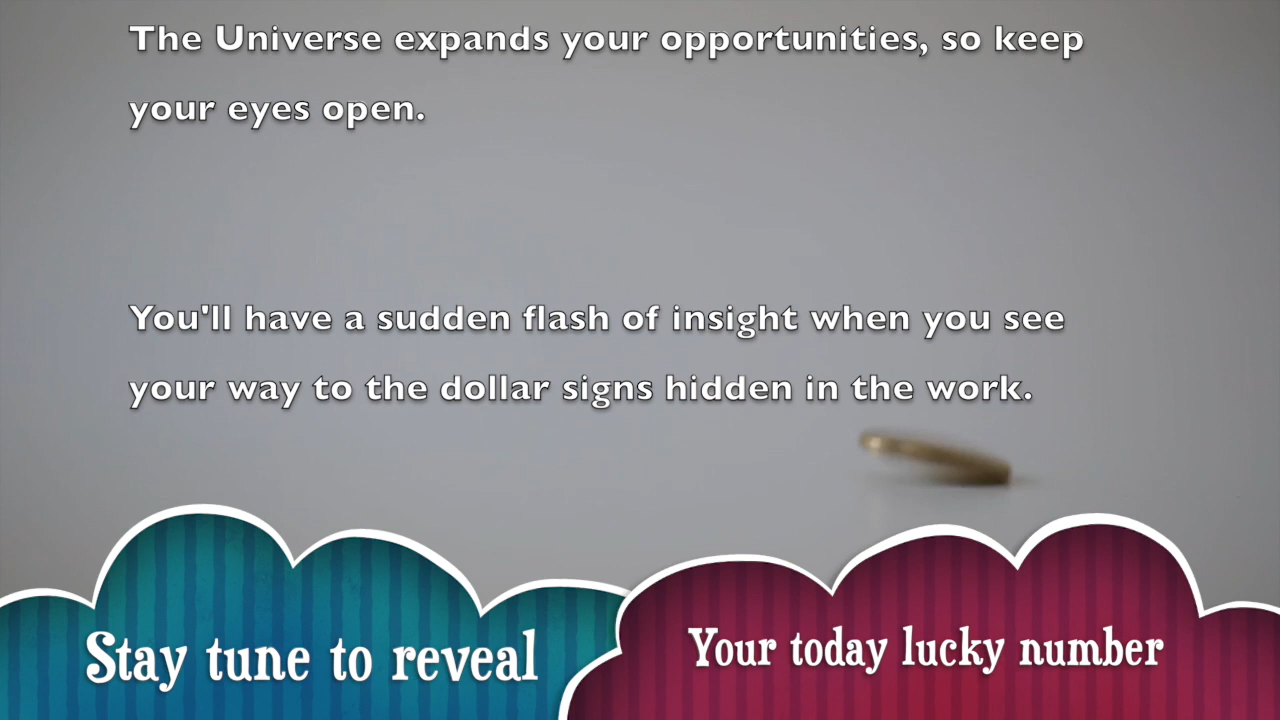 The Universe expands your opportunities, so keep
your eyes open.
You'll have a sudden flash of insight when you see
your way to the dollar signs hidden in the work.
Stay tune to reveal
Your today lucky number